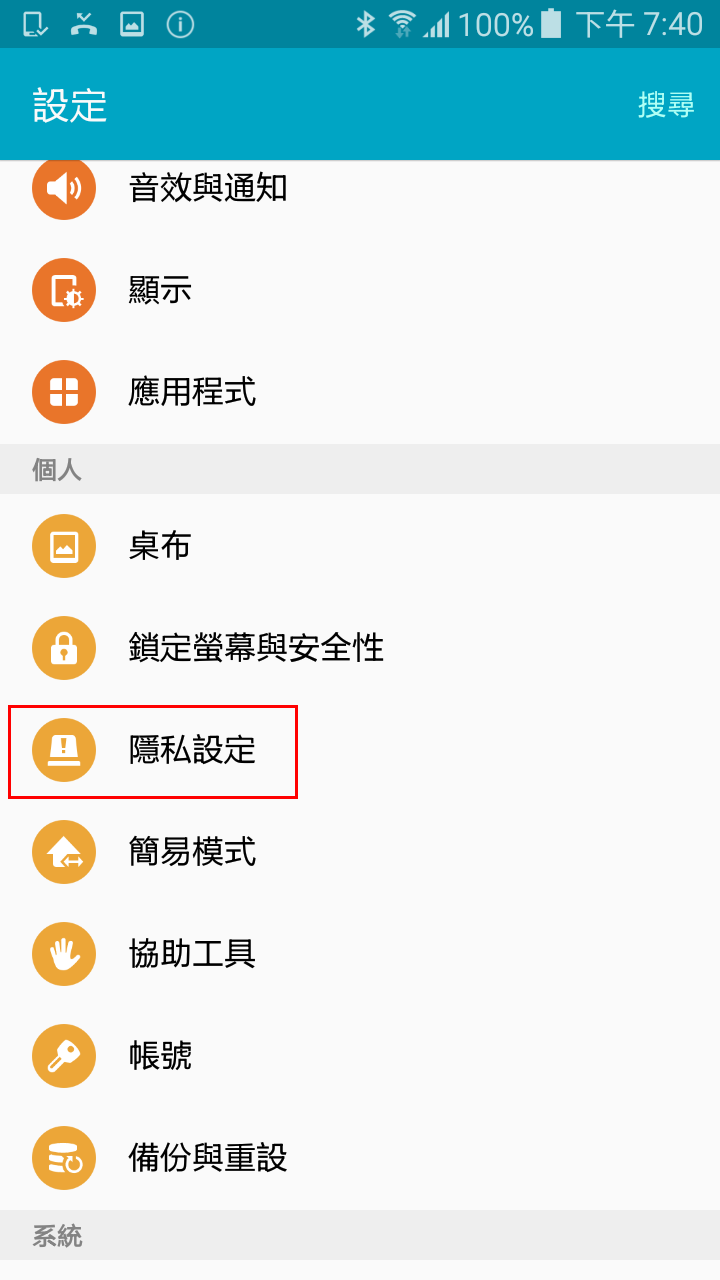 100% 下午 7:40
設定 搜尋
音效與通知
顯示
應用程式
個人
桌布
鎖定螢幕與安全性
隱私設定
簡易模式
協助工具
帳號
備份與重設
系統